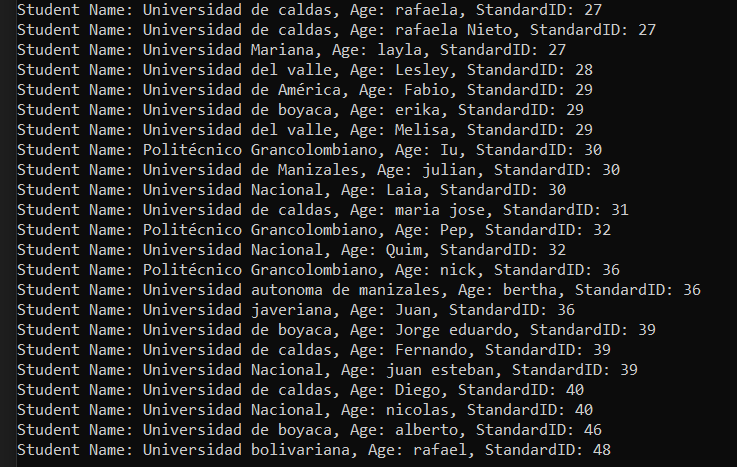 Student Name: Universidad de caldas, Age: rafaela, StandardID: 27
Student Name: Universidad de caldas, Age: rafaela Nieto, StandardID: 27
Student Name: Universidad Mariana, Age: layla, StandardID: 27
Student Name: Universidad del valle, Age: Lesley, StandardID: 28
Student Name: Universidad de América, Age: Fabio, StandardID: 29
Student Name: Universidad de boyaca, Age: erika, StandardID: 29
Student Name: Universidad del valle, Age: Melisa, StandardID: 29
Student Name: Politécnico Grancolombiano, Age: Iu, StandardID: 30
Student Name: Universidad de Manizales, Age: julian, StandardID: 30
Student Name: Universidad Nacional, Age: Laia, StandardID: 30
Student Name: Universidad de caldas, Age: maria jose, StandardID: 31
Student Name: Politécnico Grancolombiano, Age: Pep, StandardID: 32
Student Name: Universidad Nacional, Age: Quim, StandardID: 32
Student Name: Politécnico Grancolombiano, Age: nick, StandardID: 36
Student Name: Universidad autonoma de manizales, Age: bertha, StandardID: 36
Student Name: Universidad javeriana, Age: Juan, StandardID: 36
Student Name: Universidad de boyaca, Age: Jorge eduardo, StandardID: 39
Student Name: Universidad de caldas, Age: Fernando, StandardID: 39
Student Name: Universidad Nacional, Age: juan esteban, StandardID: 39
Student Name: Universidad de caldas, Age: Diego, StandardID: 40
Student Name: Universidad Nacional, Age: nicolas, StandardID: 40
Student Name: Universidad de boyaca, Age: alberto, StandardID: 46
Student Name: Universidad bolivariana, Age: rafael, StandardID: 48